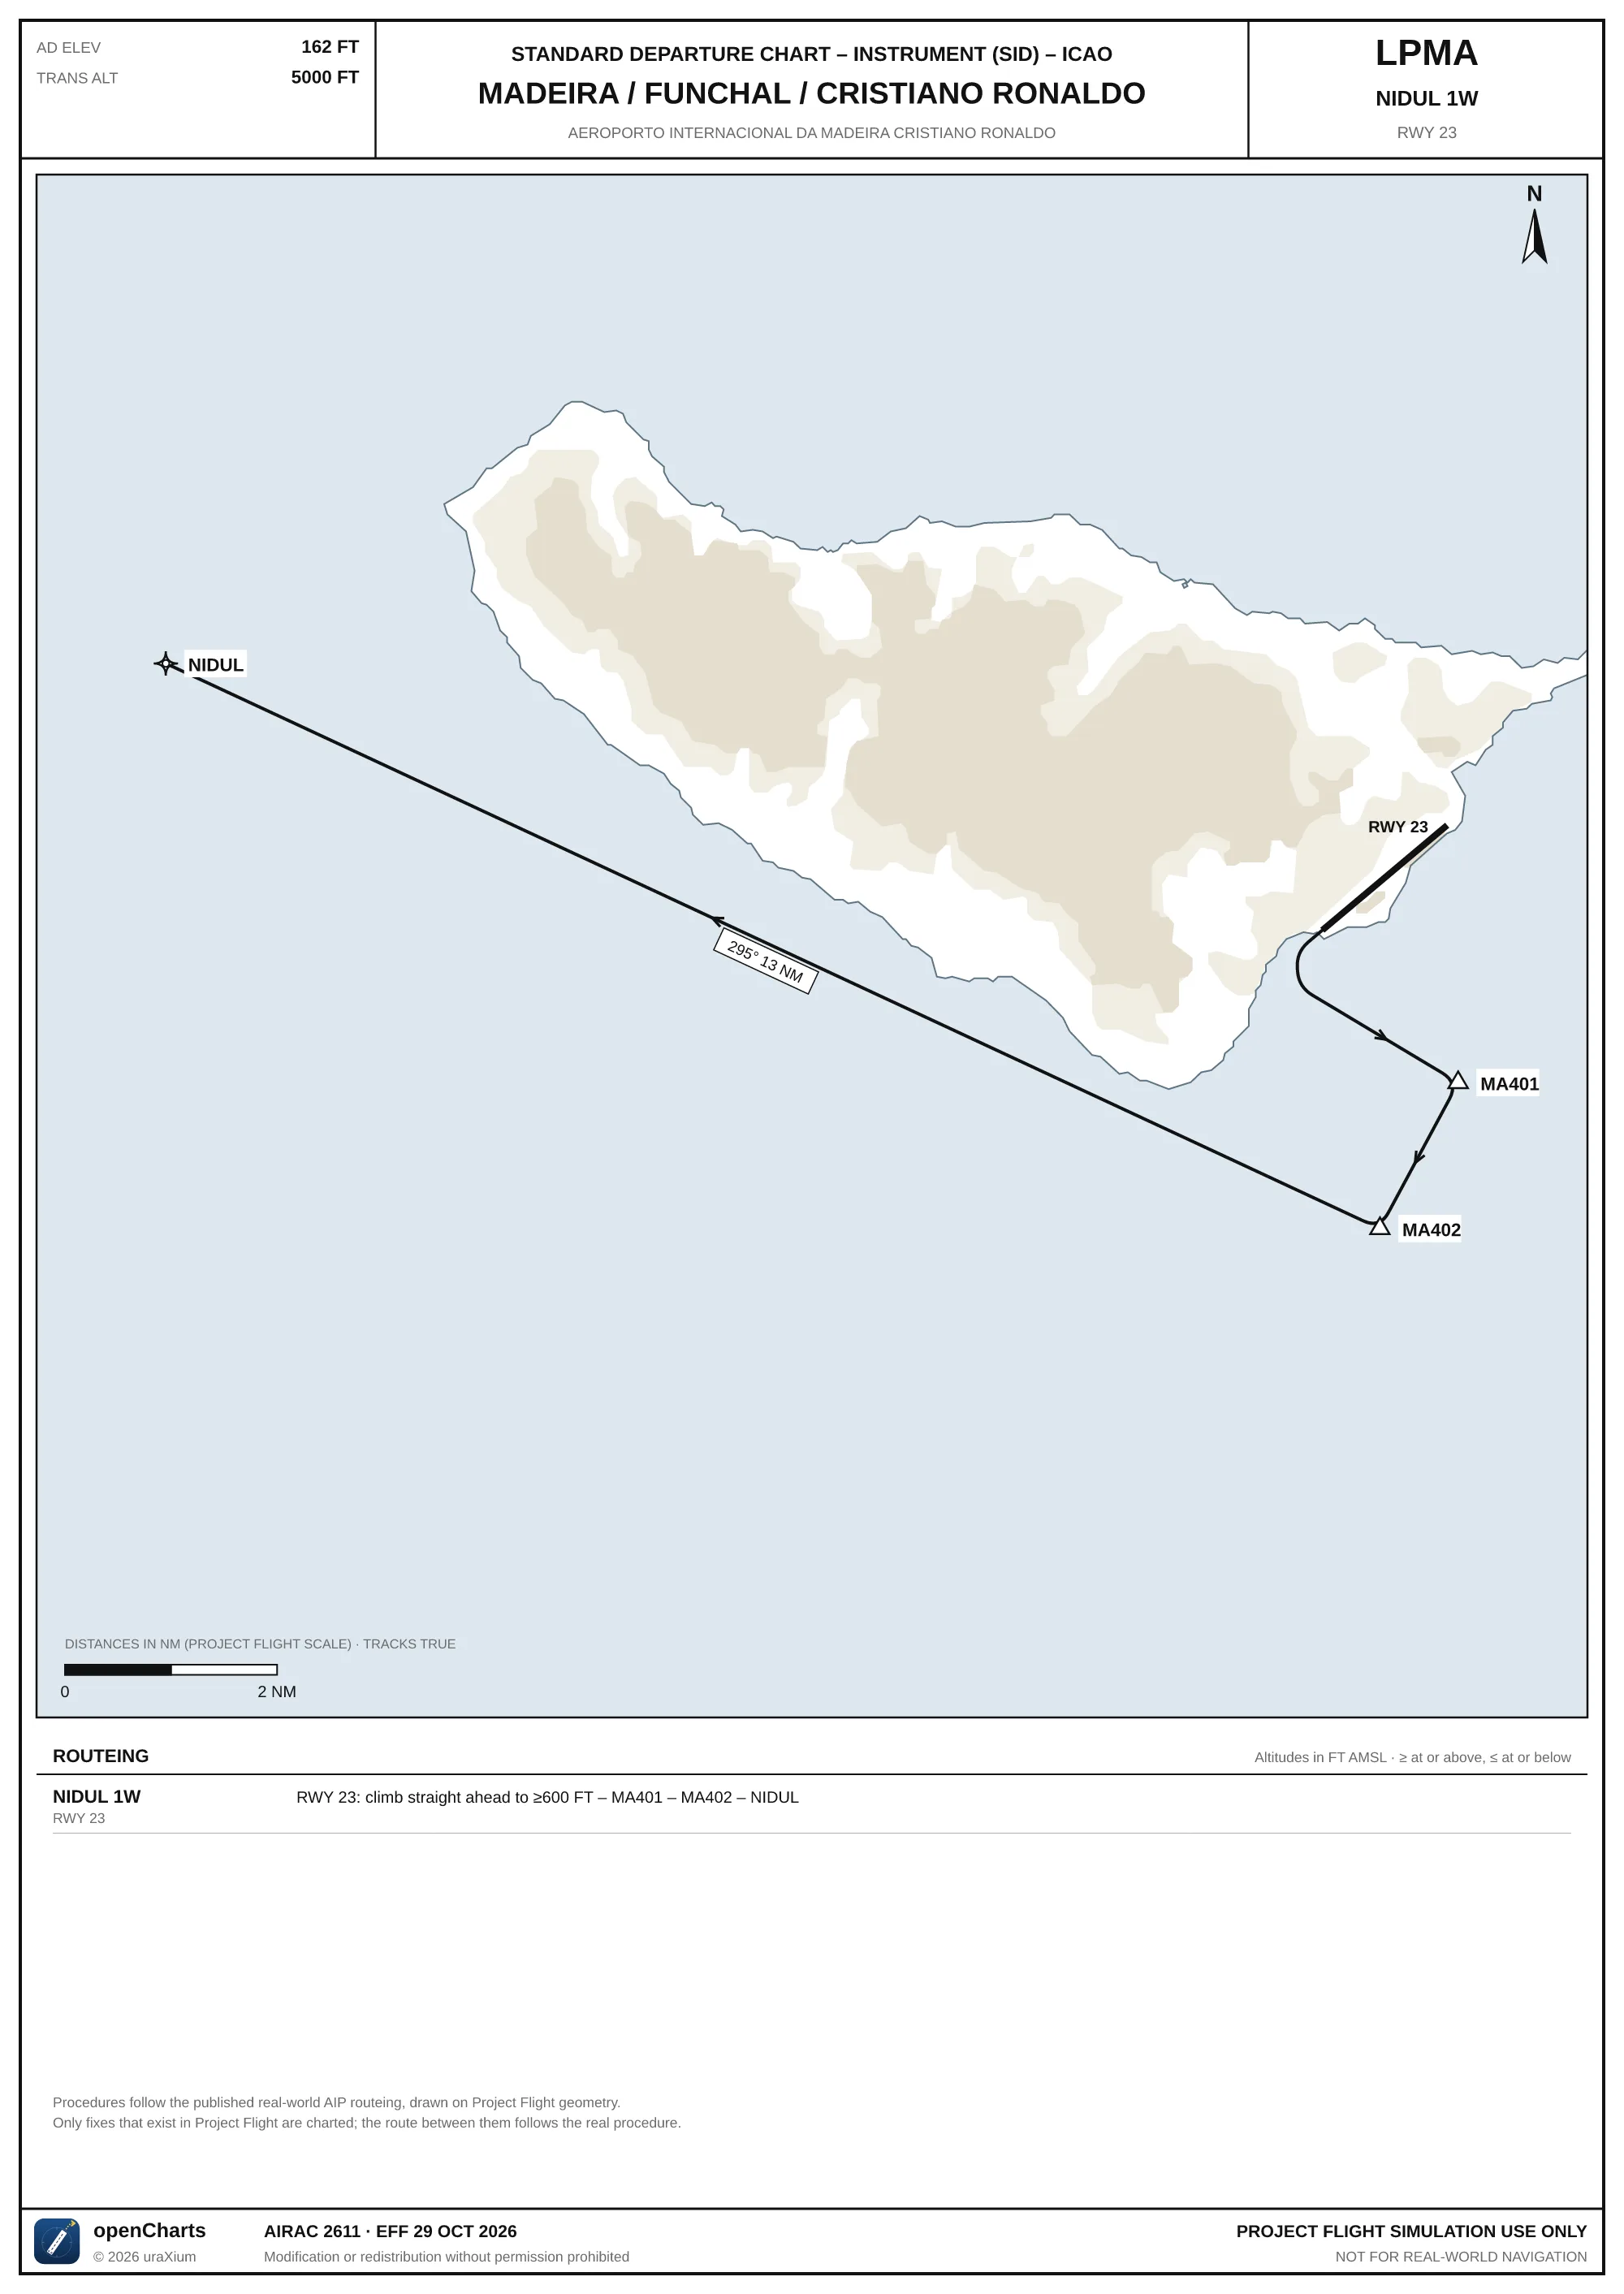 AD ELEV 162 FT
TRANS ALT 5000 FT
STANDARD DEPARTURE CHART – INSTRUMENT (SID) – ICAO
MADEIRA / FUNCHAL / CRISTIANO RONALDO
AEROPORTO INTERNACIONAL DA MADEIRA CRISTIANO RONALDO
LPMA
NIDUL 1W
RWY 23
N
NIDUL
RWY 23
295° 13 NM
MA401
MA402
DISTANCES IN NM (PROJECT FLIGHT SCALE) · TRACKS TRUE
0 2 NM
ROUTEING
Altitudes in FT AMSL · ≥ at or above, ≤ at or below
NIDUL 1W
RWY 23: climb straight ahead to ≥600 FT – MA401 – MA402 – NIDUL
RWY 23
Procedures follow the published real-world AIP routeing, drawn on Project Flight geometry.
Only fixes that exist in Project Flight are charted; the route between them follows the real procedure.
openCharts
© 2026 uraXium
AIRAC 2611 · EFF 29 OCT 2026
Modification or redistribution without permission prohibited
PROJECT FLIGHT SIMULATION USE ONLY
NOT FOR REAL-WORLD NAVIGATION